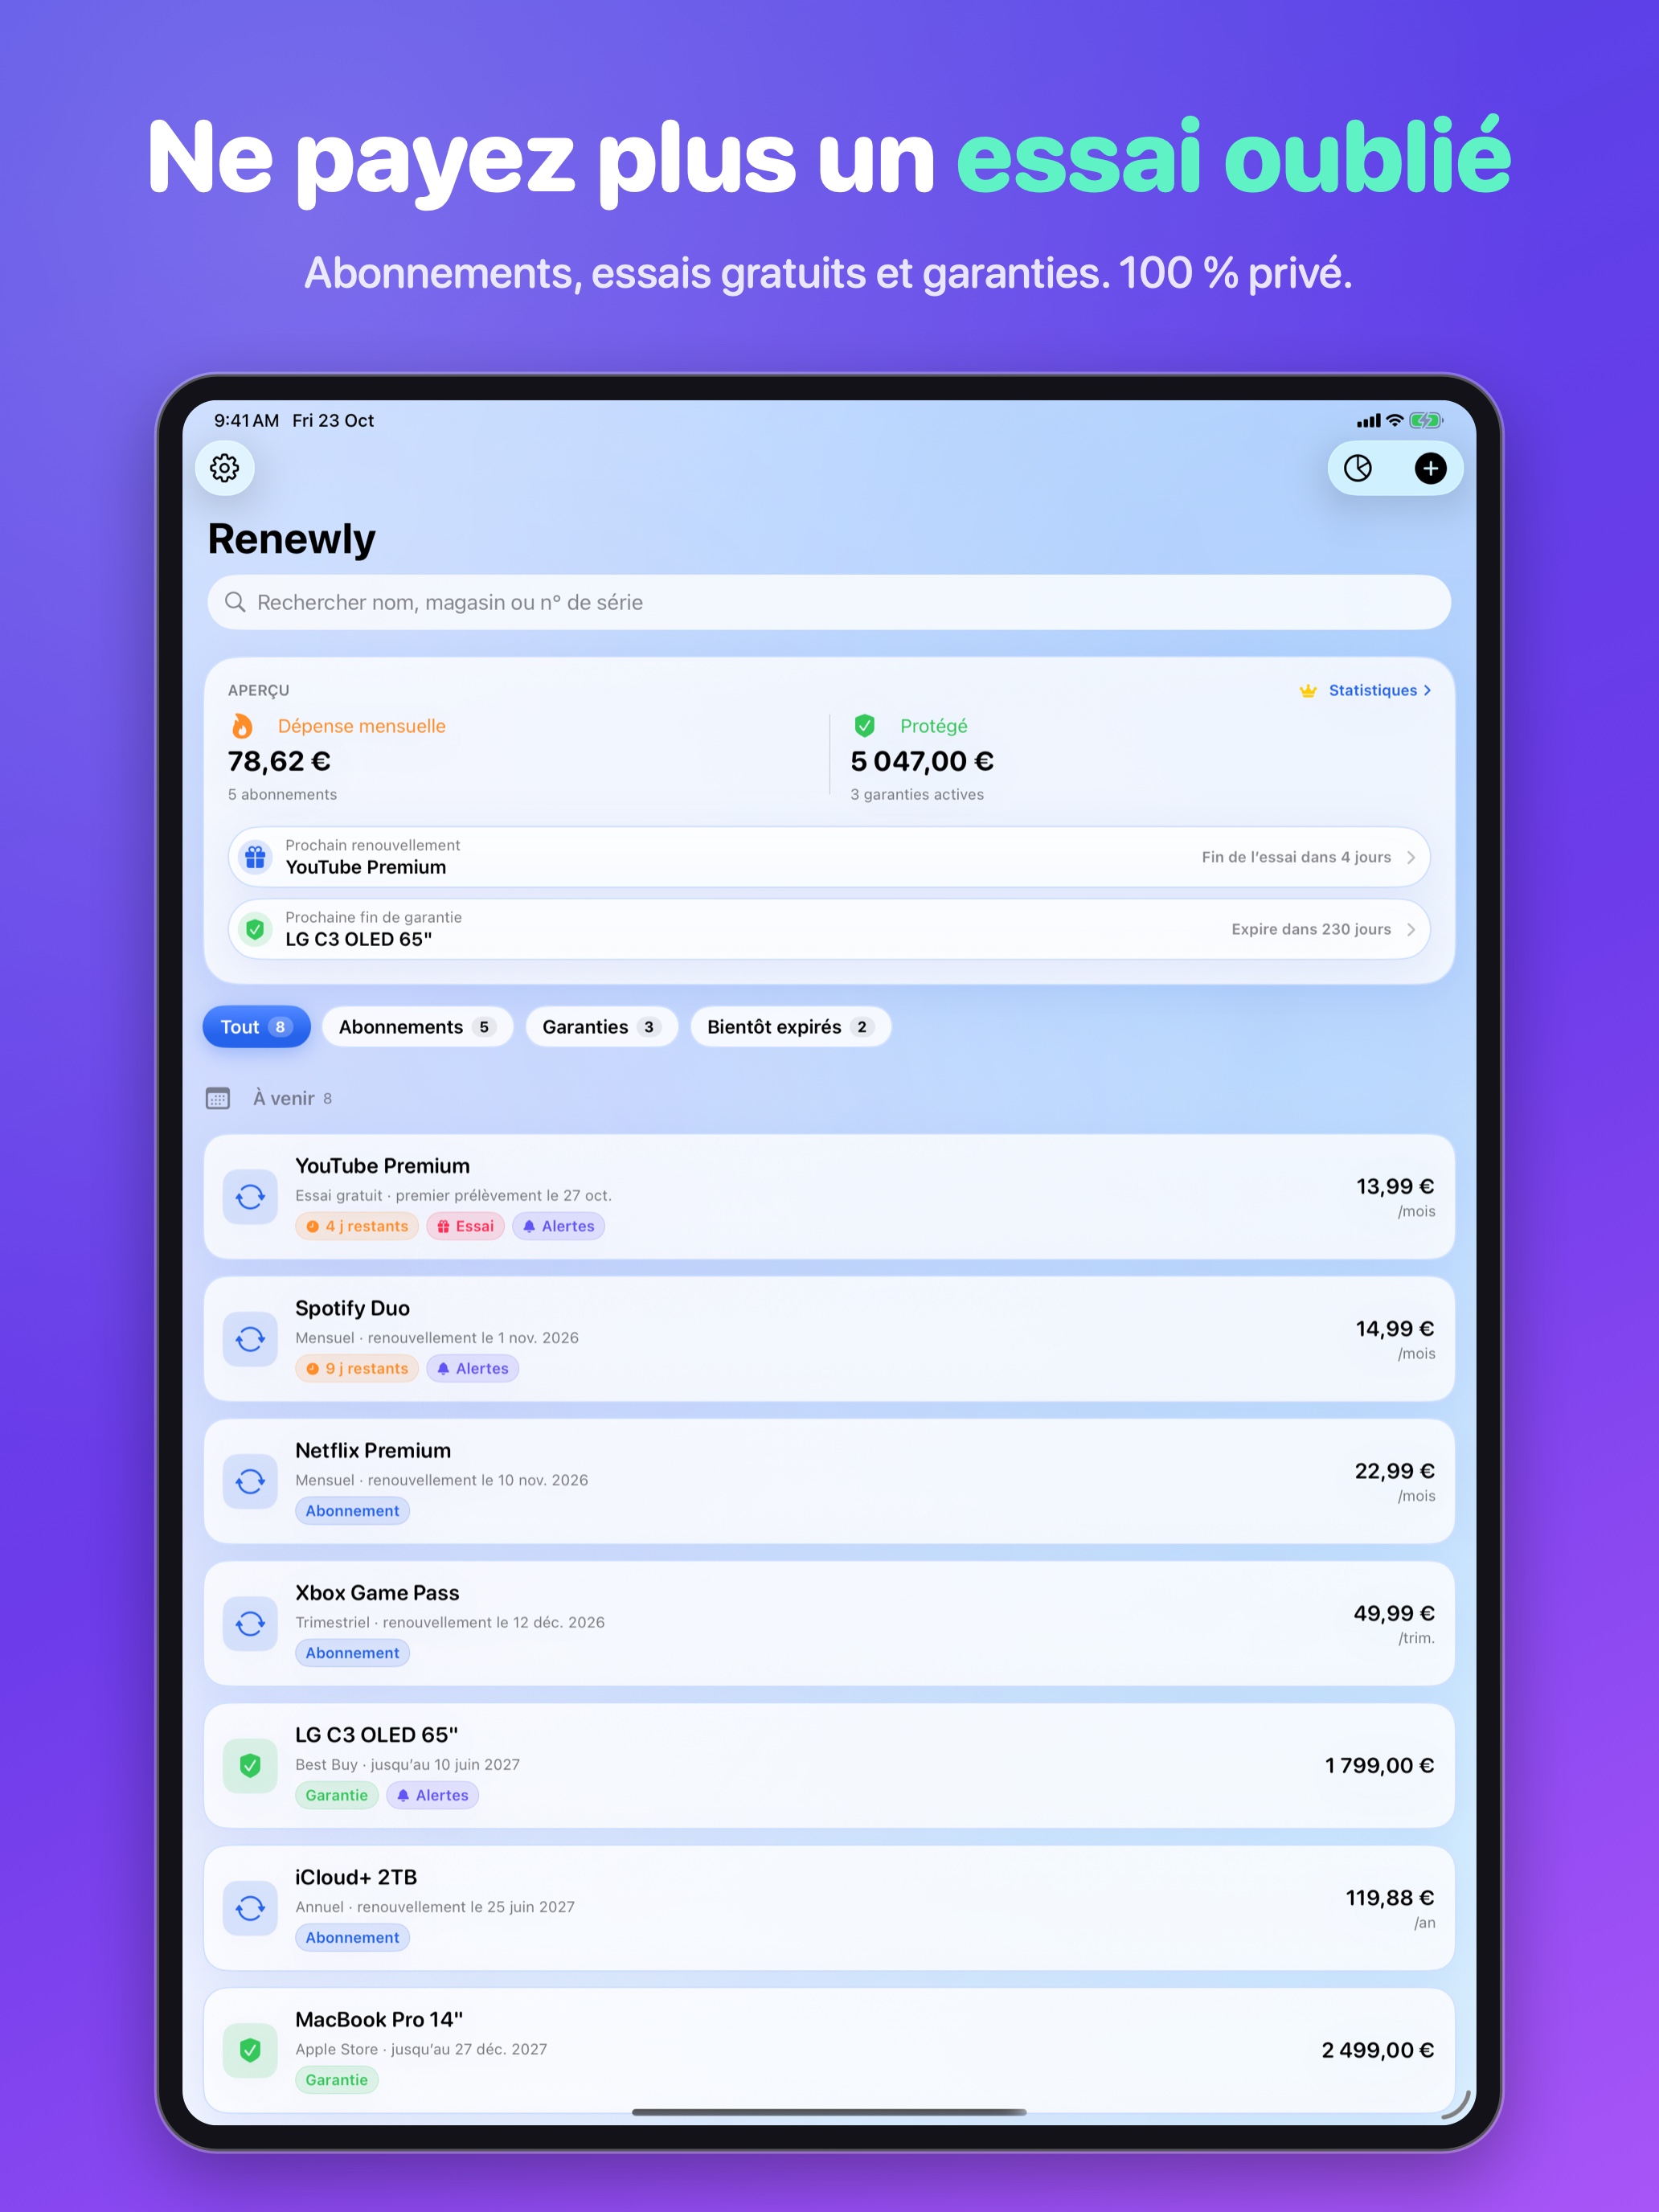 Ne payez plus un essai oublié
Abonnements, essais gratuits et garanties. 100 % privé.
9:41 AM Fri 23 Oct
Renewly
Rechercher nom, magasin ou n° de série
APERÇU
Statistiques
Dépense mensuelle
78,62 €
5 abonnements
Protégé
5 047,00 €
3 garanties actives
Prochain renouvellement
YouTube Premium
Fin de l’essai dans 4 jours
Prochaine fin de garantie
LG C3 OLED 65"
Expire dans 230 jours
Tout 8 Abonnements 5 Garanties 3 Bientôt expirés 2
À venir 8
YouTube Premium
Essai gratuit · premier prélèvement le 27 oct.
4 j restants Essai Alertes
13,99 €
/mois
Spotify Duo
Mensuel · renouvellement le 1 nov. 2026
9 j restants Alertes
14,99 €
/mois
Netflix Premium
Mensuel · renouvellement le 10 nov. 2026
Abonnement
22,99 €
/mois
Xbox Game Pass
Trimestriel · renouvellement le 12 déc. 2026
Abonnement
49,99 €
/trim.
LG C3 OLED 65"
Best Buy · jusqu’au 10 juin 2027
Garantie Alertes
1 799,00 €
iCloud+ 2TB
Annuel · renouvellement le 25 juin 2027
Abonnement
119,88 €
/an
MacBook Pro 14"
Apple Store · jusqu’au 27 déc. 2027
Garantie
2 499,00 €